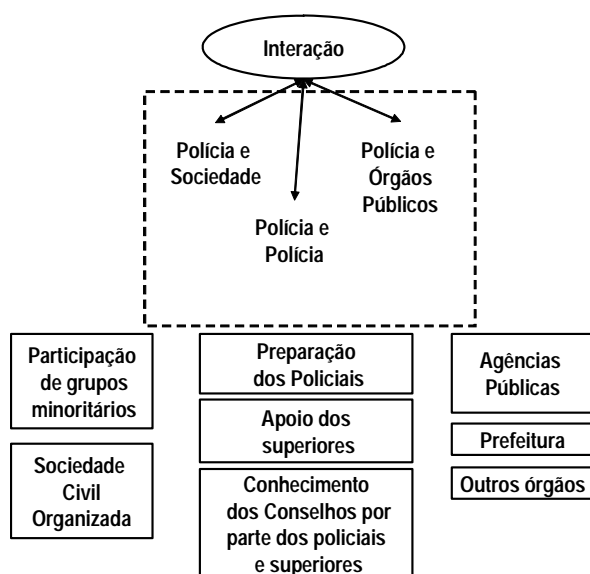 Interação
Polícia e
Sociedade
Polícia e
Órgãos
Públicos
Polícia e
Polícia
Participação
de grupos
minoritários
Sociedade
Civil
Organizada
Preparação
dos Policiais
Apoio dos
superiores
Conhecimento
dos Conselhos por
parte dos policiais
e superiores
Agências
Públicas
Prefeitura
Outros órgãos